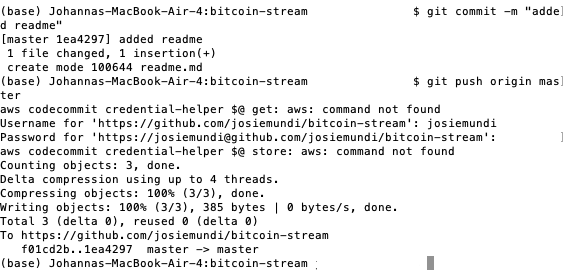 (base) Johannas-MacBook-Air-4:bitcoin-stream $ git commit -m "adde
d readme"
[master 1ea4297] added readme
1 file changed, 1 insertion(+)
create mode 100644 readme.md
(base) Johannas-MacBook-Air-4:bitcoin-stream $ git push origin mas
ter
aws codecommit credential-helper $@ get: aws: command not found
Username for 'https://github.com/josiemundi/bitcoin-stream': josiemundi
Password for 'https://josiemundi@github.com/josiemundi/bitcoin-stream':
aws codecommit credential-helper $@ store: aws: command not found
Counting objects: 3, done.
Delta compression using up to 4 threads.
Compressing objects: 100% (3/3), done.
Writing objects: 100% (3/3), 385 bytes | 0 bytes/s, done.
Total 3 (delta 0), reused 0 (delta 0)
To https://github.com/josiemundi/bitcoin-stream
f01cd2b..1ea4297 master -> master
(base) Johannas-MacBook-Air-4:bitcoin-stream